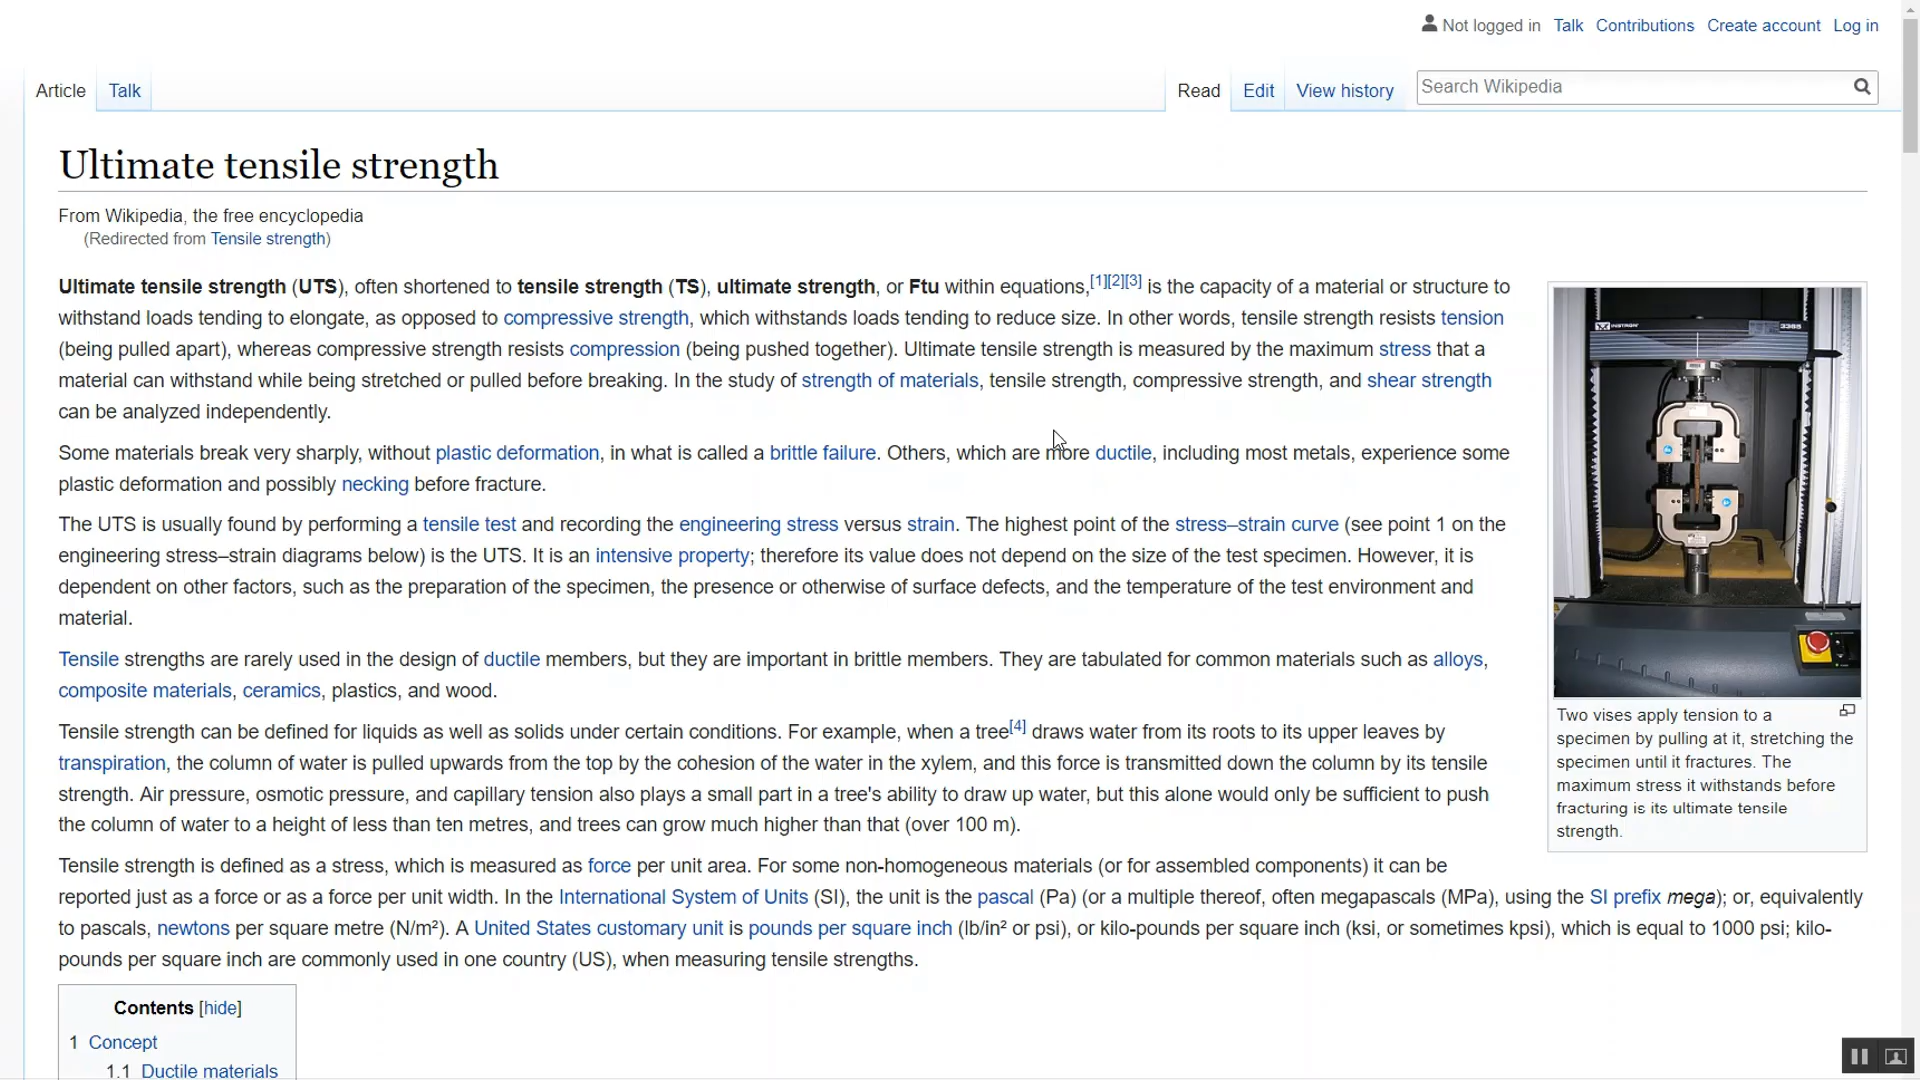 Not logged in Talk Contributions Create account Log in
Article Talk Read Edit View history Search Wikipedia
Ultimate tensile strength
From Wikipedia, the free encyclopedia
(Redirected from Tensile strength)
Ultimate tensile strength (UTS), often shortened to tensile strength (TS), ultimate strength, or Ftu within equations,[1][2][3] is the capacity of a material or structure to
withstand loads tending to elongate, as opposed to compressive strength, which withstands loads tending to reduce size. In other words, tensile strength resists tension
(being pulled apart), whereas compressive strength resists compression (being pushed together). Ultimate tensile strength is measured by the maximum stress that a
material can withstand while being stretched or pulled before breaking. In the study of strength of materials, tensile strength, compressive strength, and shear strength
can be analyzed independently.
Some materials break very sharply, without plastic deformation, in what is called a brittle failure. Others, which are more ductile, including most metals, experience some
plastic deformation and possibly necking before fracture.
The UTS is usually found by performing a tensile test and recording the engineering stress versus strain. The highest point of the stress–strain curve (see point 1 on the
engineering stress–strain diagrams below) is the UTS. It is an intensive property; therefore its value does not depend on the size of the test specimen. However, it is
dependent on other factors, such as the preparation of the specimen, the presence or otherwise of surface defects, and the temperature of the test environment and
material.
Tensile strengths are rarely used in the design of ductile members, but they are important in brittle members. They are tabulated for common materials such as alloys,
composite materials, ceramics, plastics, and wood.
Tensile strength can be defined for liquids as well as solids under certain conditions. For example, when a tree[4] draws water from its roots to its upper leaves by
transpiration, the column of water is pulled upwards from the top by the cohesion of the water in the xylem, and this force is transmitted down the column by its tensile
strength. Air pressure, osmotic pressure, and capillary tension also plays a small part in a tree's ability to draw up water, but this alone would only be sufficient to push
the column of water to a height of less than ten metres, and trees can grow much higher than that (over 100 m).
Tensile strength is defined as a stress, which is measured as force per unit area. For some non-homogeneous materials (or for assembled components) it can be
reported just as a force or as a force per unit width. In the International System of Units (SI), the unit is the pascal (Pa) (or a multiple thereof, often megapascals (MPa), using the SI prefix mega); or, equivalently
to pascals, newtons per square metre (N/m²). A United States customary unit is pounds per square inch (lb/in² or psi), or kilo-pounds per square inch (ksi, or sometimes kpsi), which is equal to 1000 psi; kilo-
pounds per square inch are commonly used in one country (US), when measuring tensile strengths.
INSTRON 3365
Two vises apply tension to a
specimen by pulling at it, stretching the
specimen until it fractures. The
maximum stress it withstands before
fracturing is its ultimate tensile
strength.
Contents [hide]
1 Concept
1.1 Ductile materials